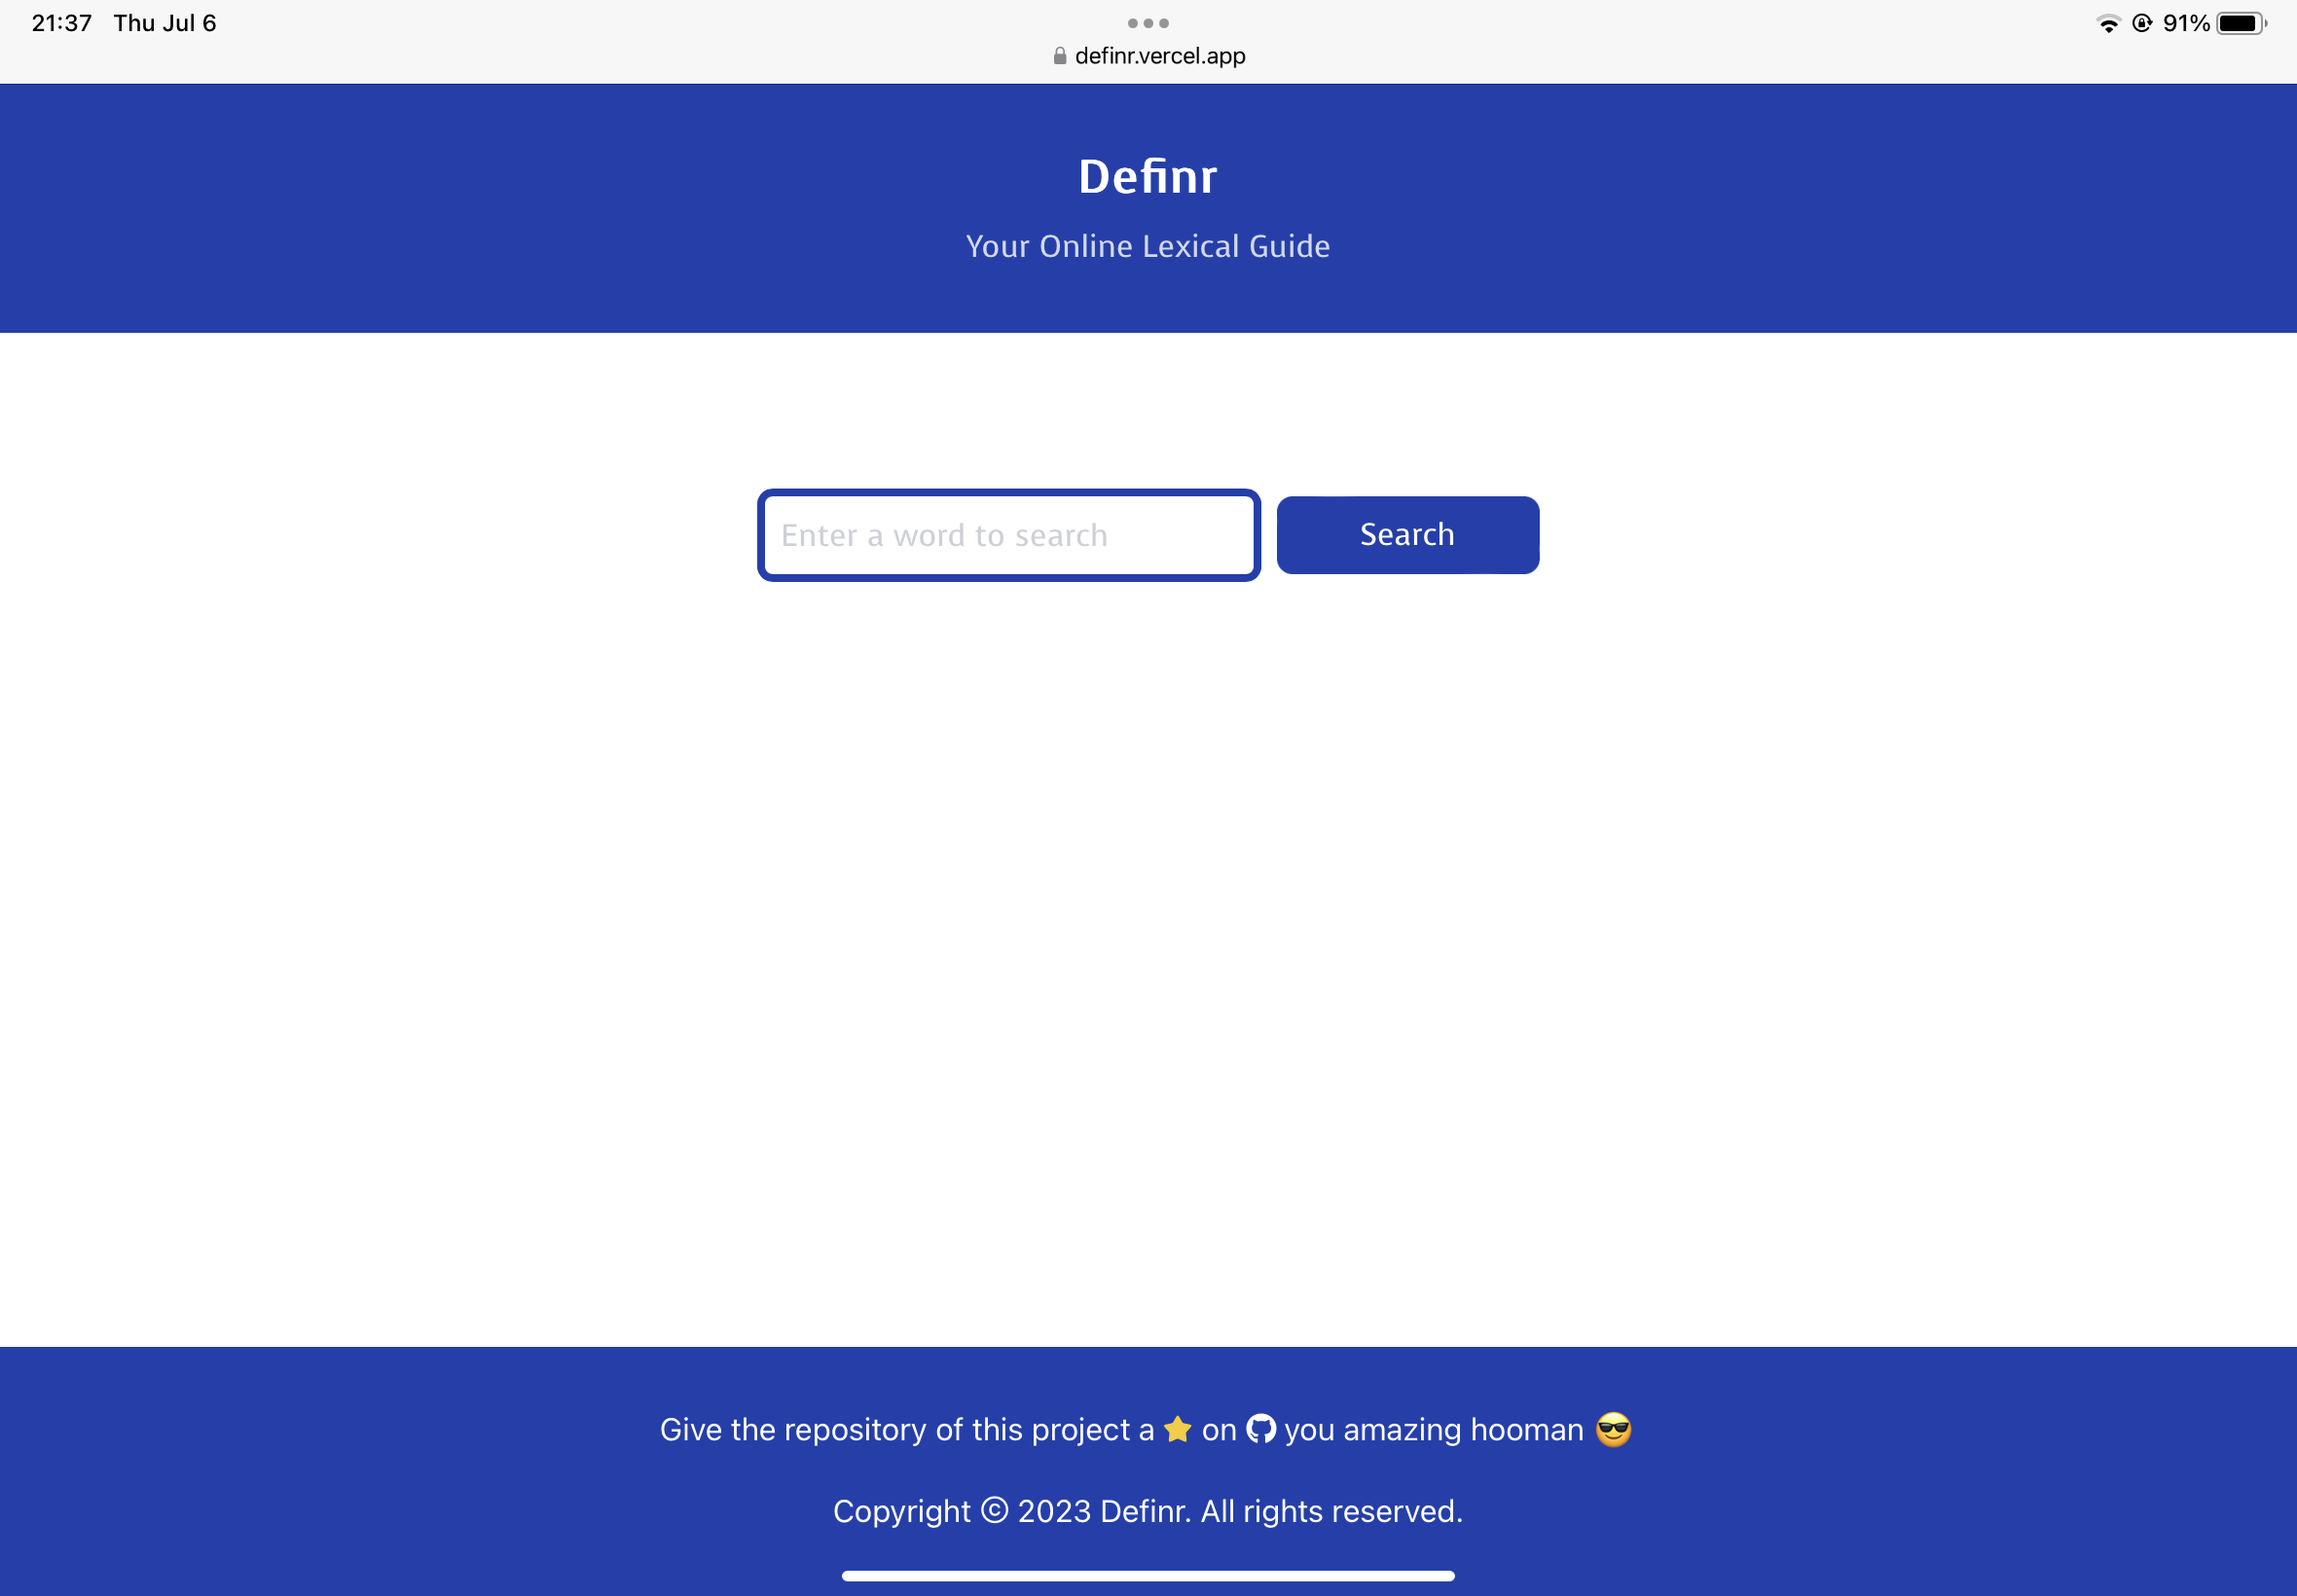 21:37 Thu Jul 6
91%
definr.vercel.app
Definr
Your Online Lexical Guide
Enter a word to search
Search
Give the repository of this project a ⭐ on you amazing hooman 😎
Copyright © 2023 Definr. All rights reserved.